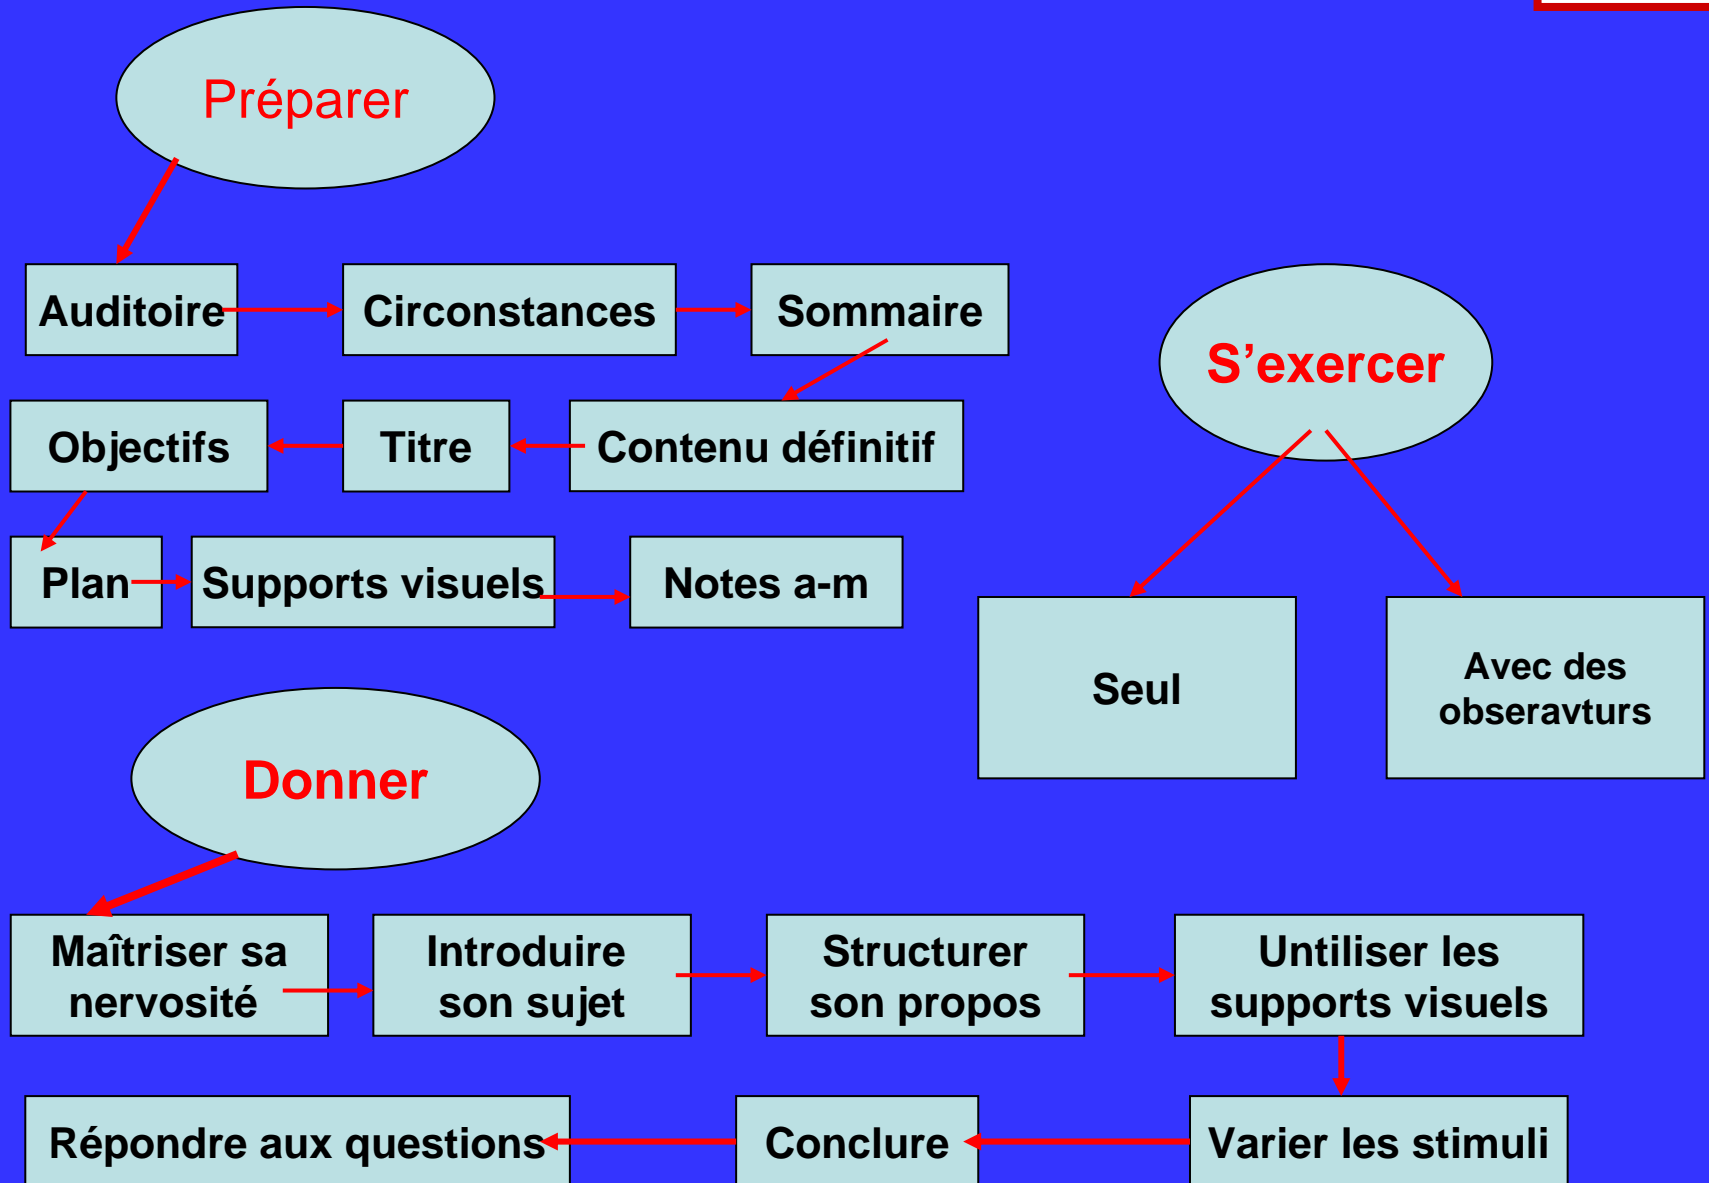 Préparer
Auditoire
Circonstances
Sommaire
Objectifs
Titre
Contenu définitif
Plan
Supports visuels
Notes a-m
S’exercer
Seul
Avec des
obseravturs
Donner
Maîtriser sa
nervosité
Introduire
son sujet
Structurer
son propos
Untiliser les
supports visuels
Répondre aux questions
Conclure
Varier les stimuli